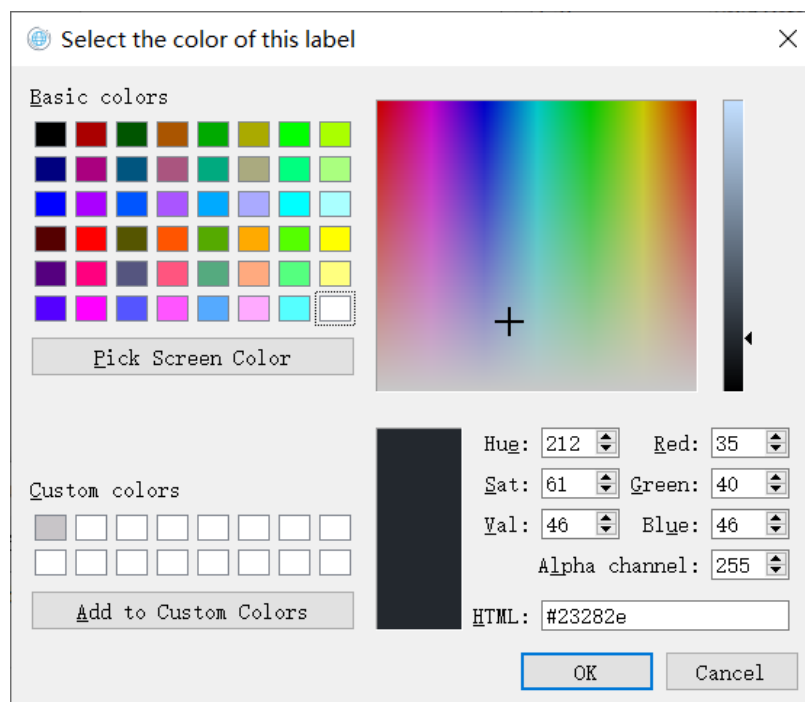 Select the color of this label
Basic colors
Pick Screen Color
Custom colors
Add to Custom Colors
Hue: 212 Red: 35
Sat: 61 Green: 40
Val: 46 Blue: 46
Alpha channel: 255
HTML: #23282e
OK Cancel